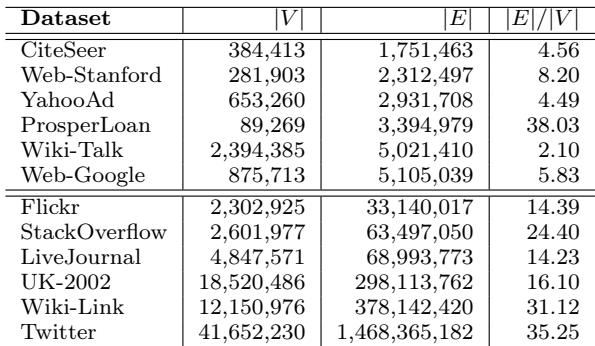 Dataset |V| |E| |E|/|V|
CiteSeer 384,413 1,751,463 4.56
Web-Stanford 281,903 2,312,497 8.20
YahooAd 653,260 2,931,708 4.49
ProsperLoan 89,269 3,394,979 38.03
Wiki-Talk 2,394,385 5,021,410 2.10
Web-Google 875,713 5,105,039 5.83
Flickr 2,302,925 33,140,017 14.39
StackOverflow 2,601,977 63,497,050 24.40
LiveJournal 4,847,571 68,993,773 14.23
UK-2002 18,520,486 298,113,762 16.10
Wiki-Link 12,150,976 378,142,420 31.12
Twitter 41,652,230 1,468,365,182 35.25